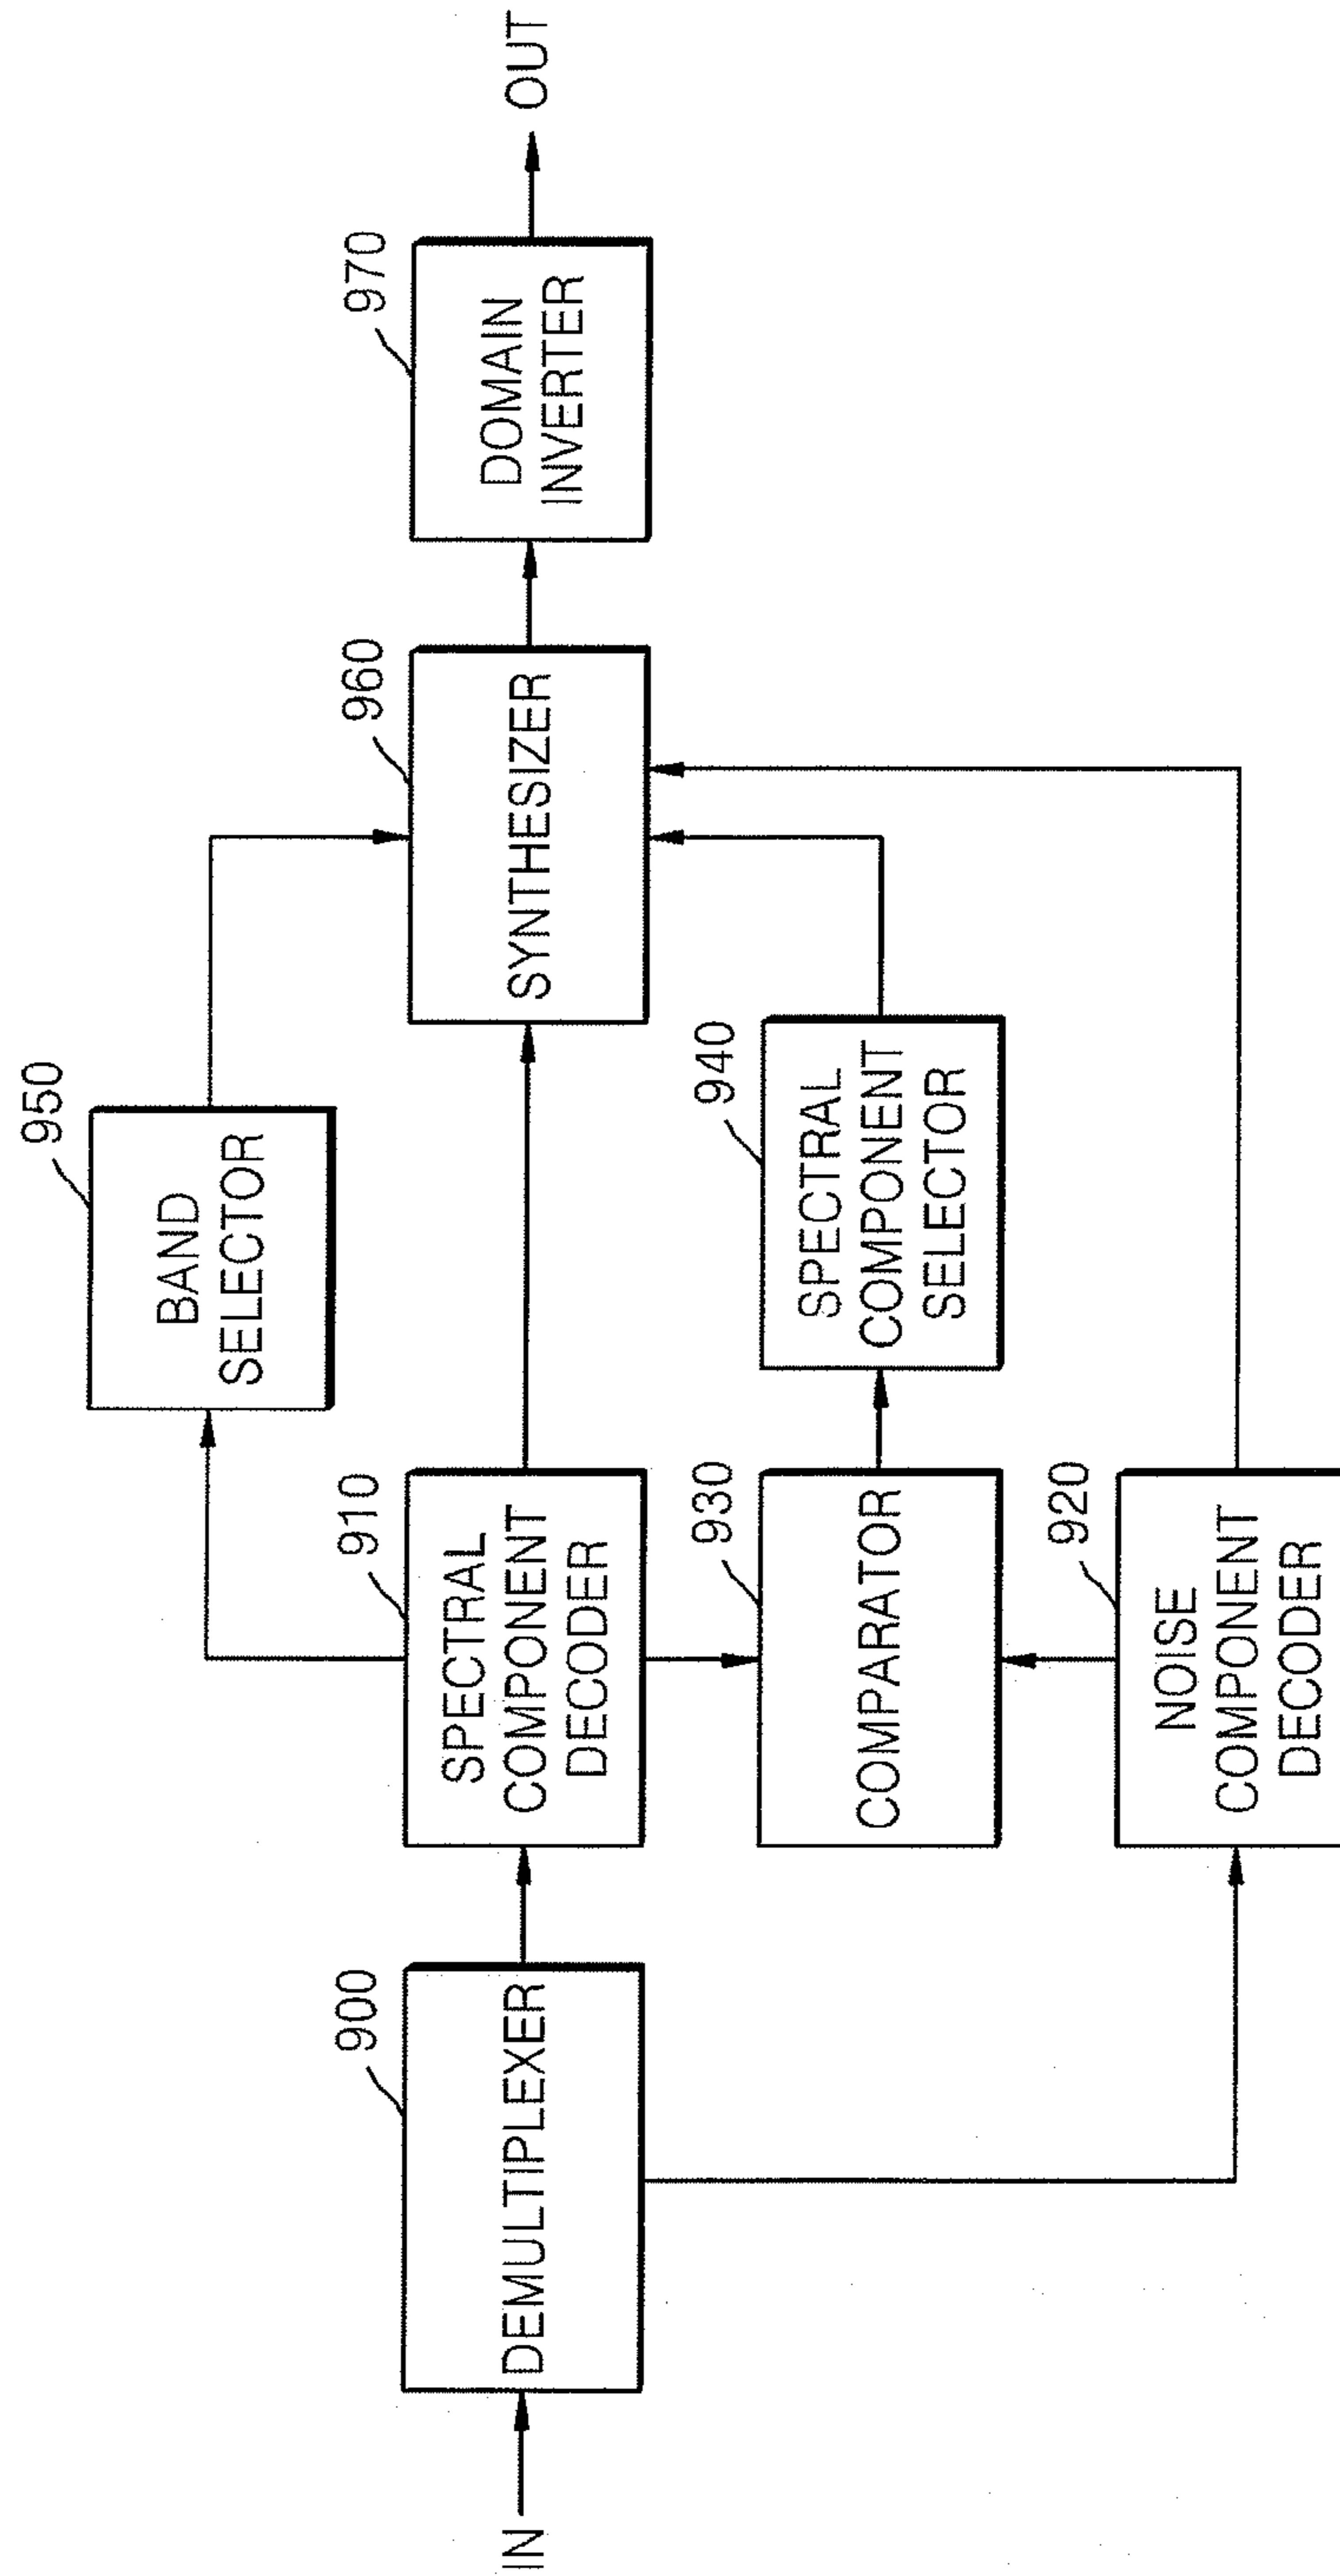 IN
900
DEMULTIPLEXER
910
SPECTRAL
COMPONENT
DECODER
950
BAND
SELECTOR
930
COMPARATOR
920
NOISE
COMPONENT
DECODER
940
SPECTRAL
COMPONENT
SELECTOR
960
SYNTHESIZER
970
DOMAIN
INVERTER
OUT